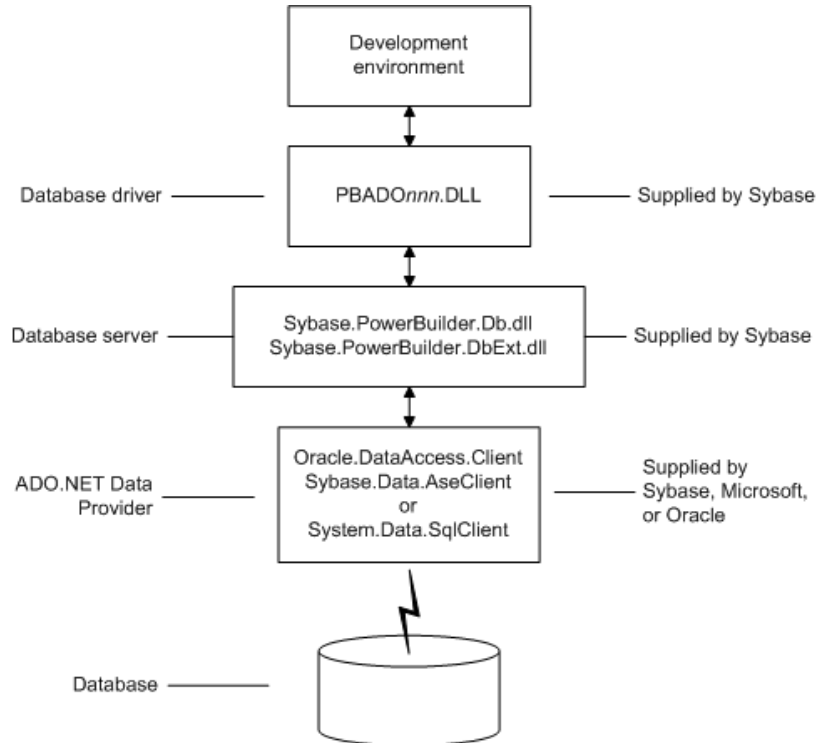 Development
environment
Database driver
PBADOnnn.DLL
Supplied by Sybase
Database server
Sybase.PowerBuilder.Db.dll
Sybase.PowerBuilder.DbExt.dll
Supplied by Sybase
ADO.NET Data
Provider
Oracle.DataAccess.Client
Sybase.Data.AseClient
or
System.Data.SqlClient
Supplied by
Sybase, Microsoft,
or Oracle
Database